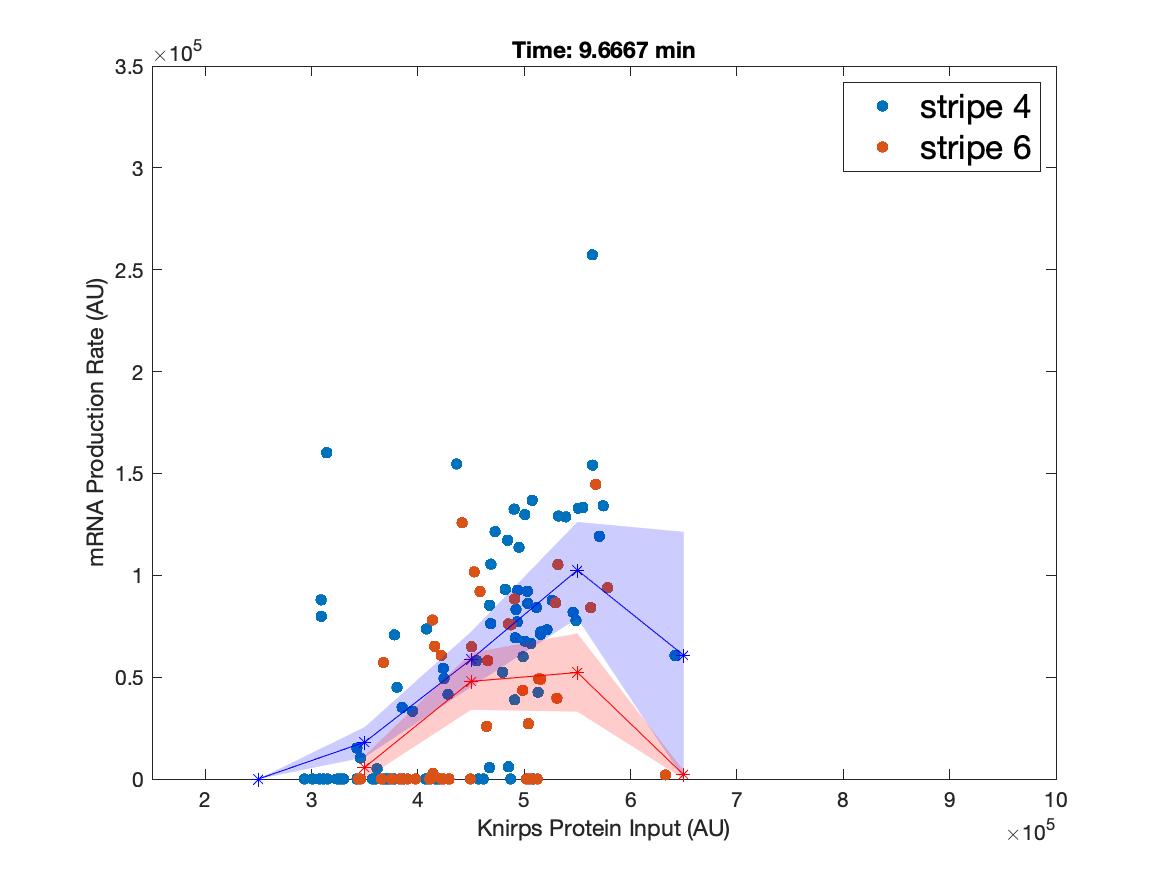 Time: 9.6667 min
×10^5
3.5
3
2.5
2
1.5
1
0.5
0
mRNA Production Rate (AU)
stripe 4
stripe 6
2 3 4 5 6 7 8 9 10
Knirps Protein Input (AU)
×10^5